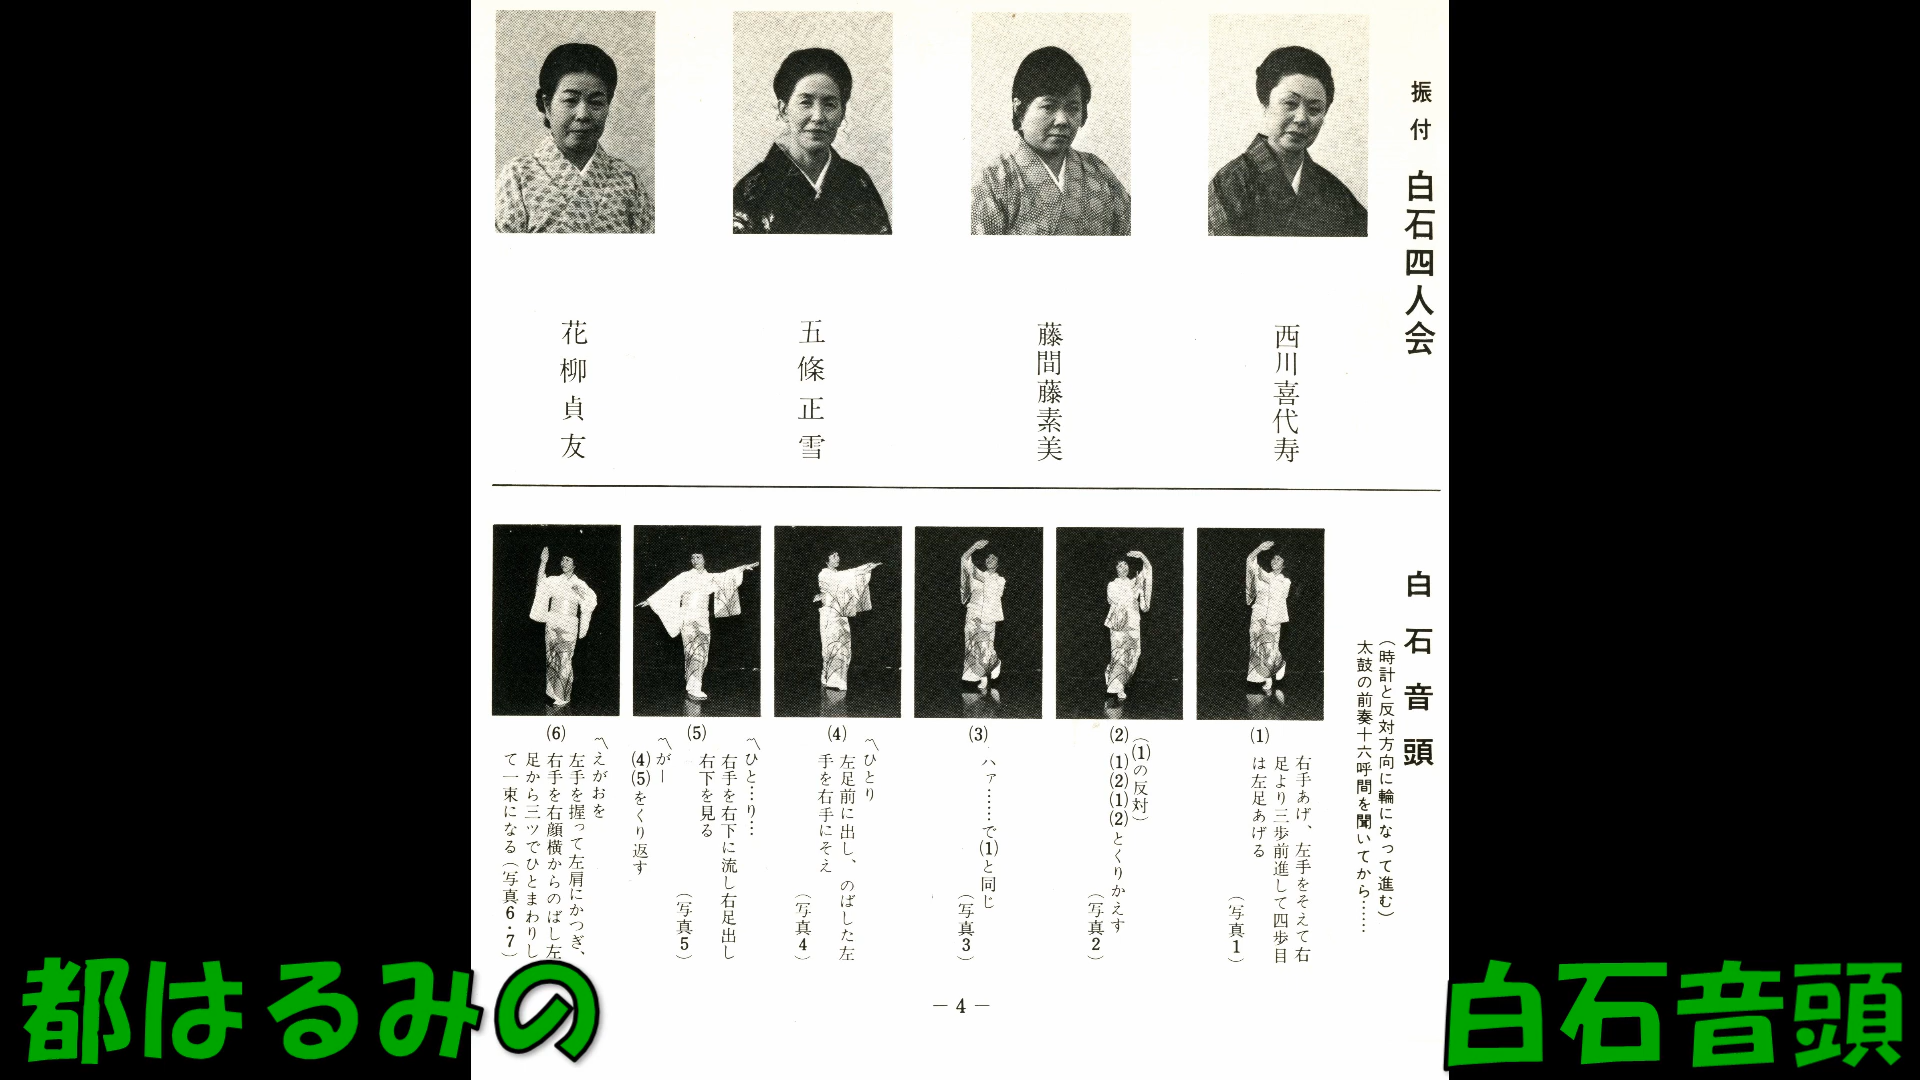 振付　白石四人会
西川喜代寿
藤間藤素美
五條正雪
花柳貞友
白石音頭
(時計と反対方向に輪になって進む)
太鼓の前奏十六呼間を聞いてから……
(1)
右手あげ、左手をそえて右
足より三歩前進して四歩目
は左足あげる
(写真1)
(2)
((1)の反対)
(1)(2)(1)(2)とくりかえす
(写真2)
(3)
ハァ……で(1)と同じ
(写真3)
(4)
〽ひとり
左足前に出し、のばした左
手を右手にそえ
(写真4)
(5)
〽ひと…り…
右手を右下に流し右足出し
右下を見る
(写真5)
〽がー
(4)(5)をくり返す
(6)
〽えがおを
左手を握って左肩にかつぎ、
右手を右顔横からのばし左
足から三ツでひとまわりし
て一束になる(写真6・7)
— 4 —
都はるみの
白石音頭